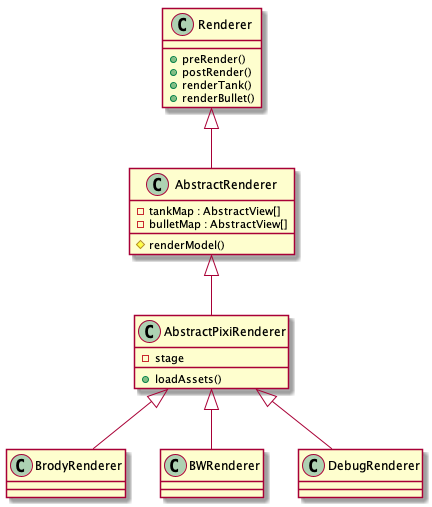 C Renderer
preRender()
postRender()
renderTank()
renderBullet()
C AbstractRenderer
tankMap : AbstractView[]
bulletMap : AbstractView[]
renderModel()
C AbstractPixiRenderer
stage
loadAssets()
C BrodyRenderer
C BWRenderer
C DebugRenderer